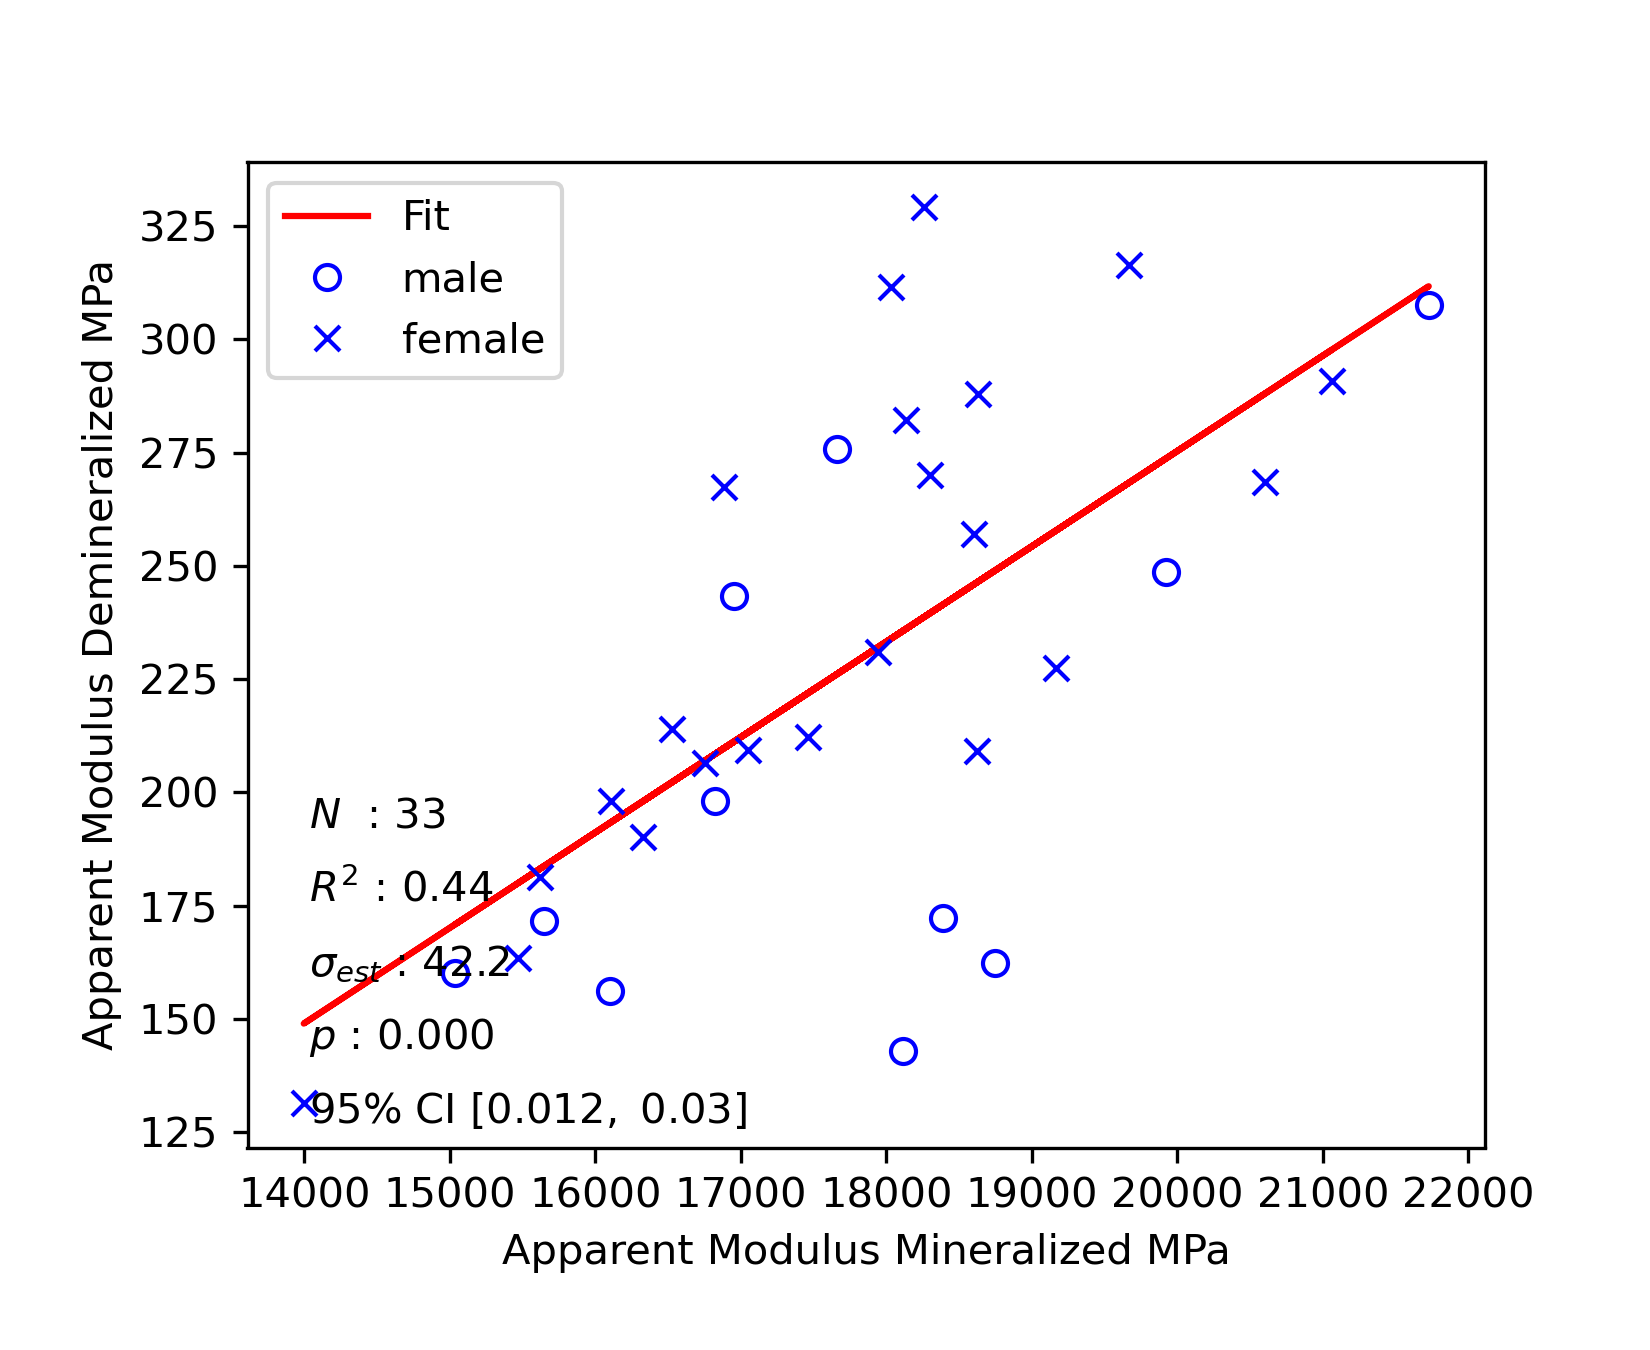 Fit
male
female
Apparent Modulus Demineralized MPa
325
300
275
250
225
200
175
150
125
N : 33
R² : 0.44
σest : 42.2
p : 0.000
95% CI [0.012, 0.03]
14000 15000 16000 17000 18000 19000 20000 21000 22000
Apparent Modulus Mineralized MPa